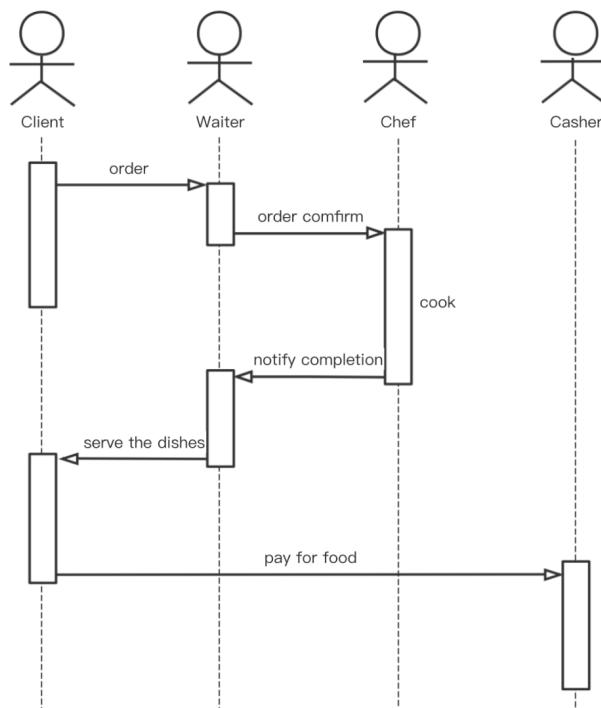 Client
Waiter
Chef
Casher
order
order comfirm
cook
notify completion
serve the dishes
pay for food